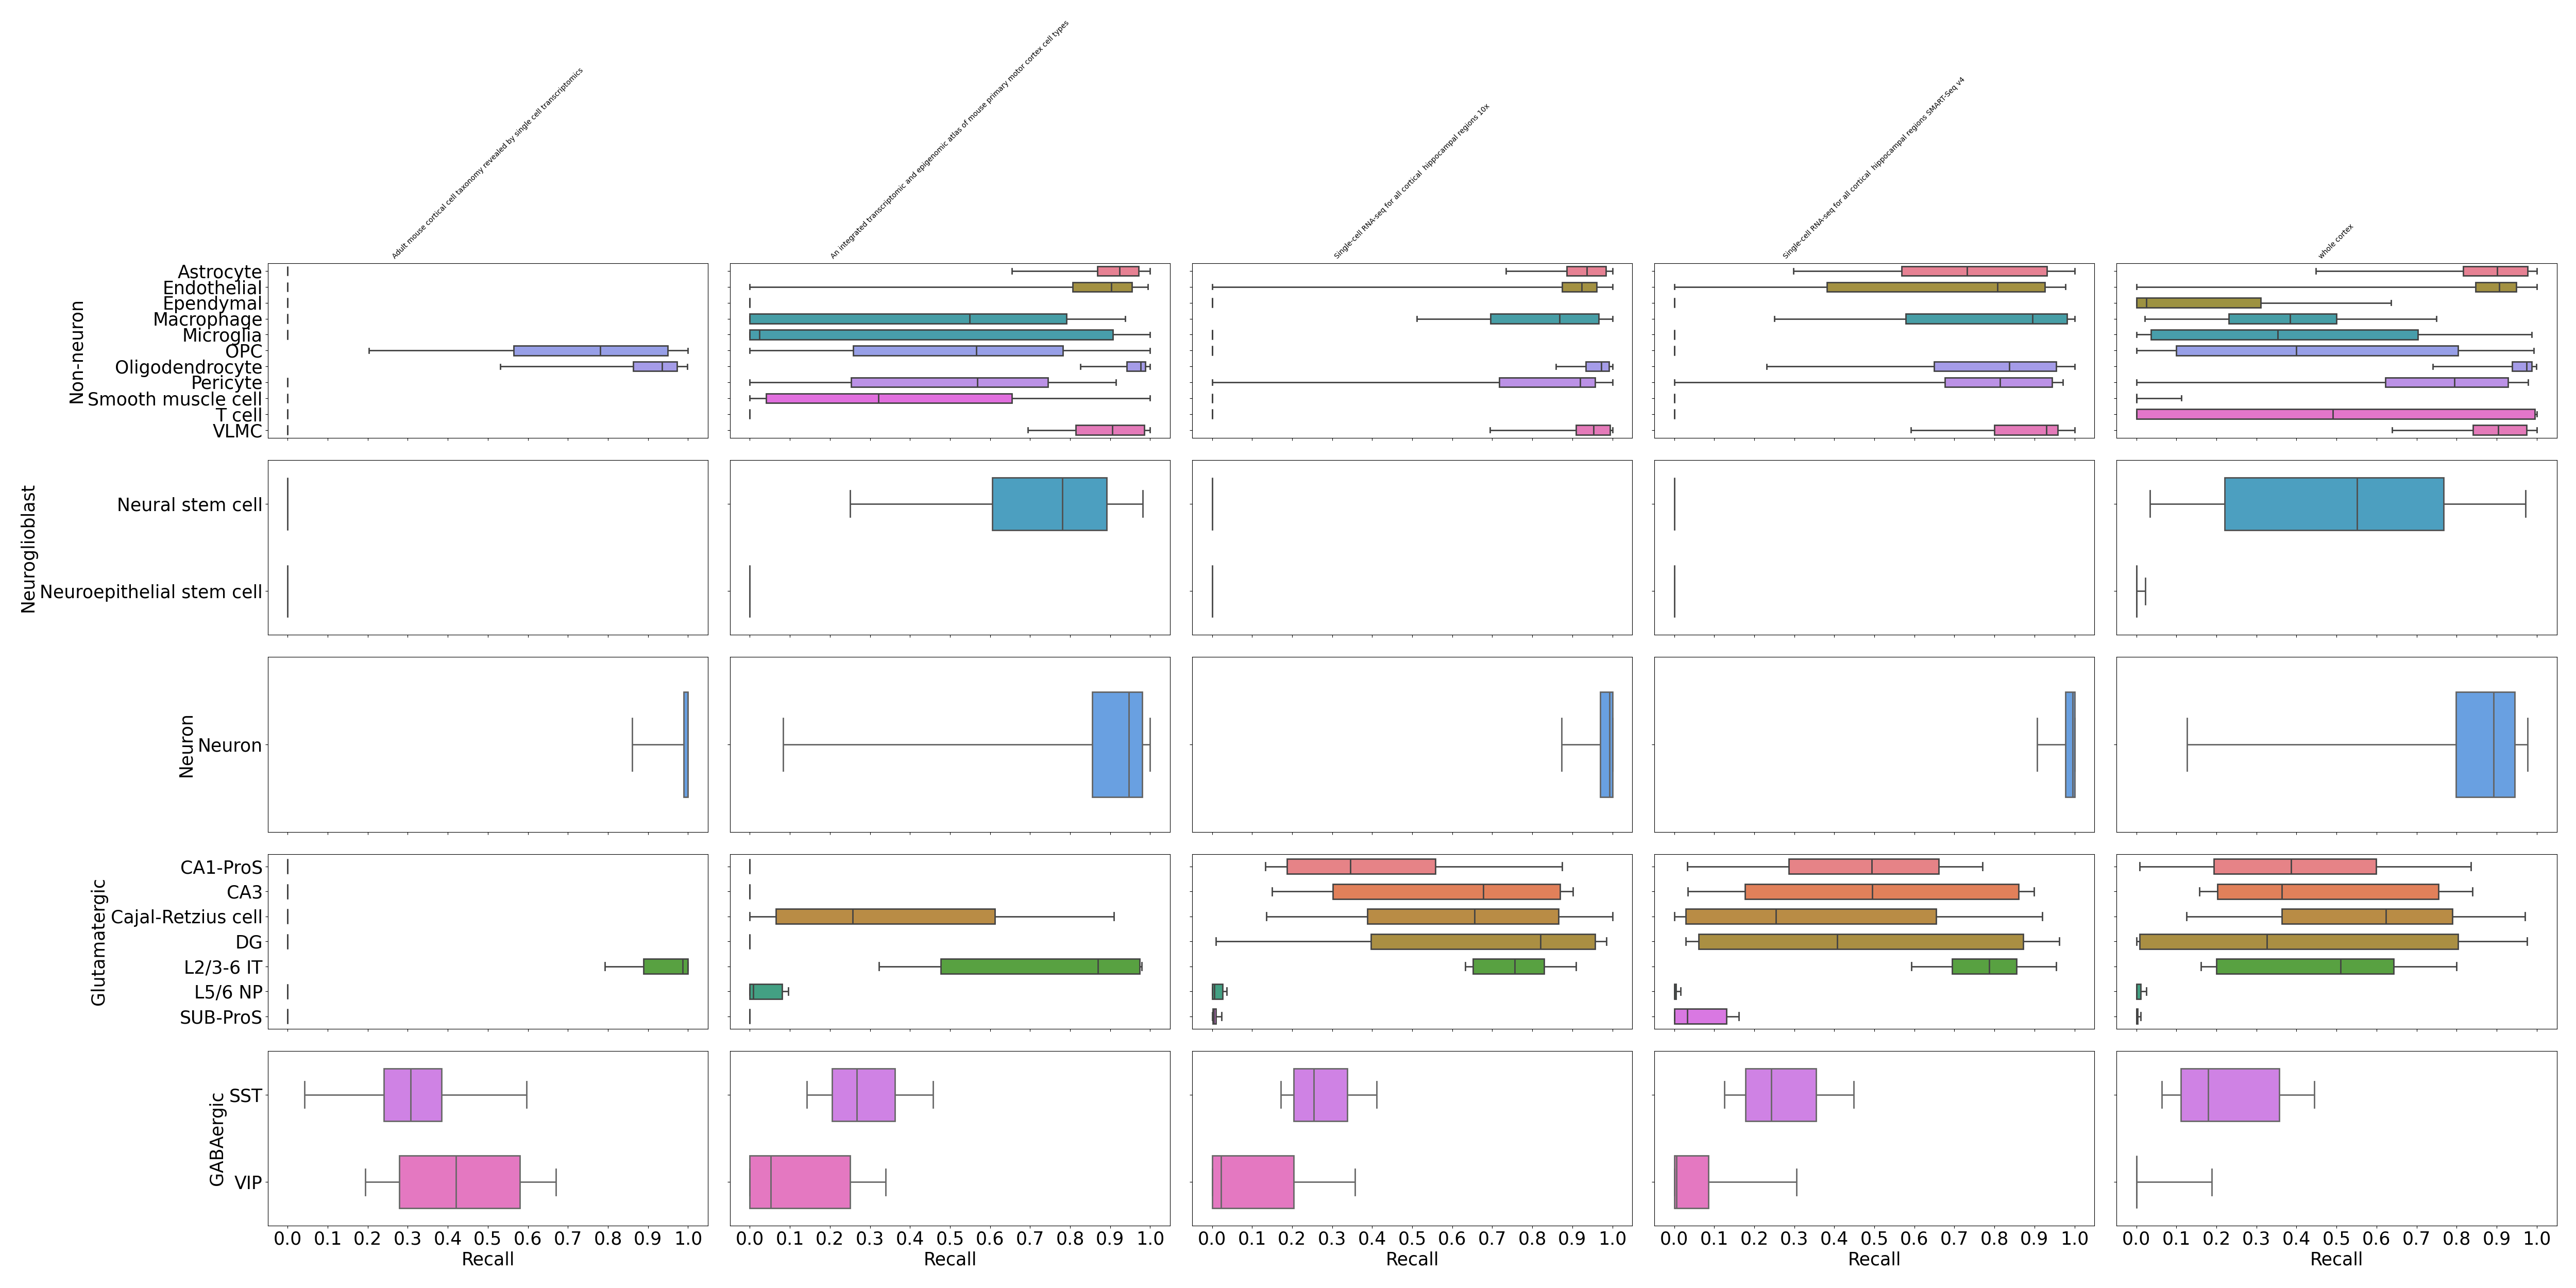 Adult mouse cortical cell taxonomy revealed by single cell transcriptomics
An integrated transcriptomic and epigenomic atlas of mouse primary motor cortex cell types
Single-cell RNA-seq for all cortical  hippocampal regions 10x
Single-cell RNA-seq for all cortical  hippocampal regions SMART-Seq v4
whole cortex
Non-neuron
Astrocyte
Endothelial
Ependymal
Macrophage
Microglia
OPC
Oligodendrocyte
Pericyte
Smooth muscle cell
T cell
VLMC
Neuroglioblast
Neural stem cell
Neuroepithelial stem cell
Neuron
Neuron
Glutamatergic
CA1-ProS
CA3
Cajal-Retzius cell
DG
L2/3-6 IT
L5/6 NP
SUB-ProS
GABAergic
SST
VIP
0.0 0.1 0.2 0.3 0.4 0.5 0.6 0.7 0.8 0.9 1.0
Recall
0.0 0.1 0.2 0.3 0.4 0.5 0.6 0.7 0.8 0.9 1.0
Recall
0.0 0.1 0.2 0.3 0.4 0.5 0.6 0.7 0.8 0.9 1.0
Recall
0.0 0.1 0.2 0.3 0.4 0.5 0.6 0.7 0.8 0.9 1.0
Recall
0.0 0.1 0.2 0.3 0.4 0.5 0.6 0.7 0.8 0.9 1.0
Recall